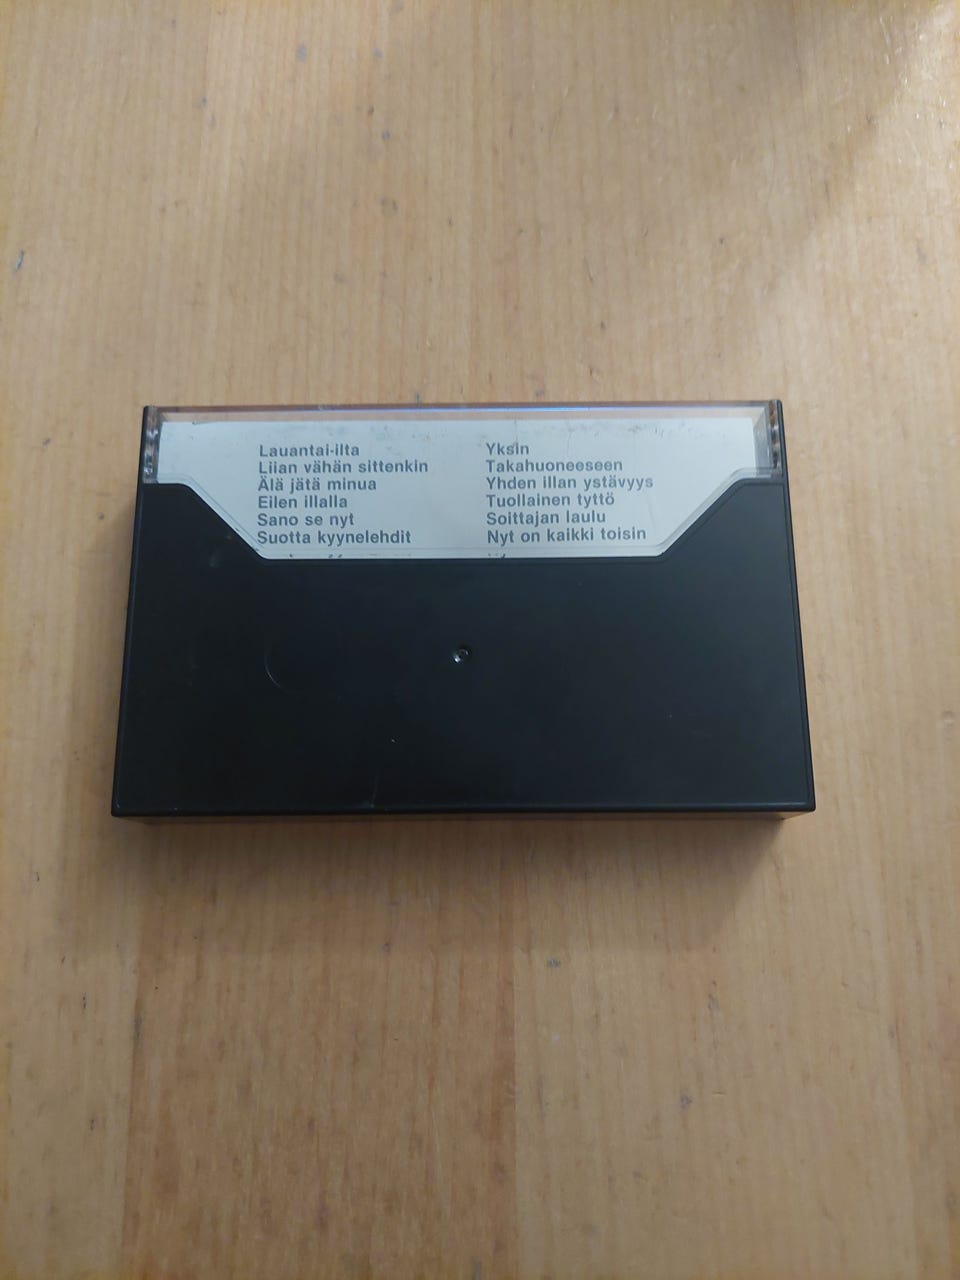 Lauantai-ilta
Liian vähän sittenkin
Älä jätä minua
Eilen illalla
Sano se nyt
Suotta kyynelehdit
Yksin
Takahuoneeseen
Yhden illan ystävyys
Tuollainen tyttö
Soittajan laulu
Nyt on kaikki toisin